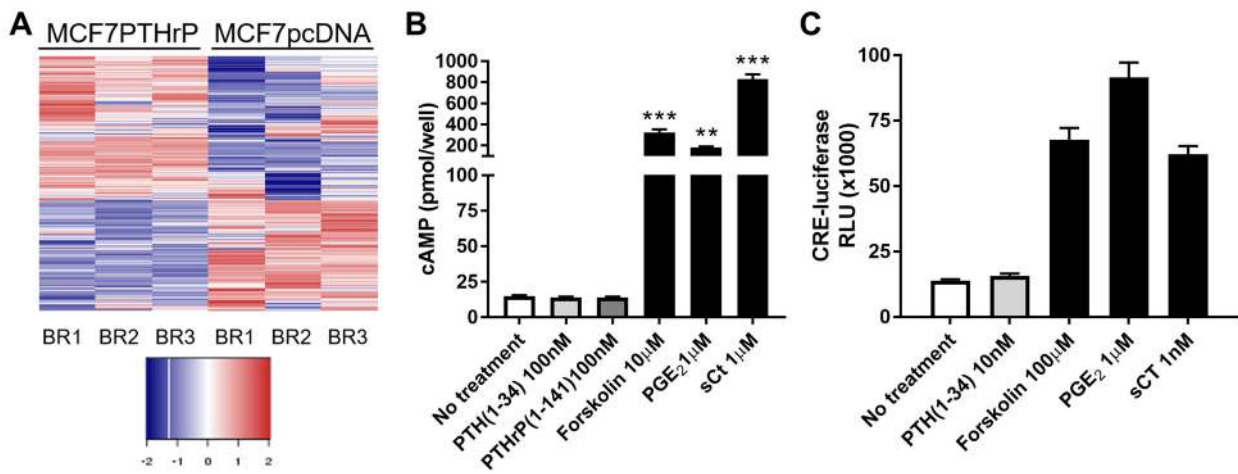 A
MCF7PTHrP MCF7pcDNA
BR1 BR2 BR3 BR1 BR2 BR3
-2 -1 0 1 2
B
cAMP (pmol/well)
1000
800
600
400
200
100
75
50
25
0
***
**
***
No treatment
PTH(1-34) 100nM
PTHrP(1-141)100nM
Forskolin 10μM
PGE₂ 1μM
sCt 1μM
C
CRE-luciferase
RLU (x1000)
100
75
50
25
0
No treatment
PTH(1-34) 10nM
Forskolin 100μM
PGE₂ 1μM
sCT 1nM